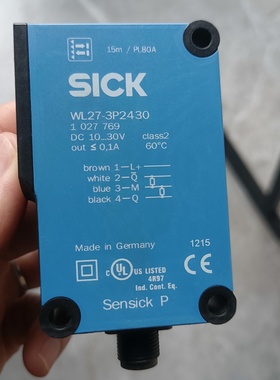 15m / PL80A
SICK
WL27-3P2430
1 027 769
DC 10...30V class2
out ≤ 0,1A 60°C
brown 1 L+
white 2 Q̅
blue 3 M
black 4 Q
Made in Germany 1215
C UL US LISTED
4R97
Ind. Cont. Eq.
CE
Sensick P